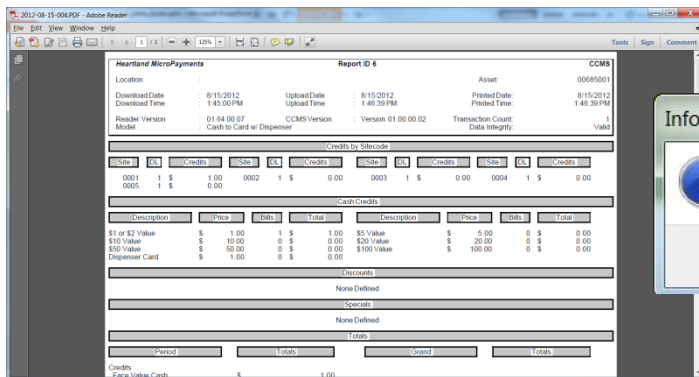 2012-08-15-004.PDF - Adobe Reader
File Edit View Window Help
1 / 1 125% Tools Sign Comment
Heartland MicroPayments Report ID 6 CCMS
Location : Asset: 00685001
Download Date : 8/15/2012 Upload Date : 8/15/2012 Printed Date: 8/15/2012
Download Time : 1:45:00 PM Upload Time : 1:46:39 PM Printed Time: 1:46:39 PM
Reader Version : 01.64.00.07 CCMS Version : Version 01.00.00.02 Transaction Count: 1
Model : Cash to Card w/ Dispenser Data Integrity: Valid
Credits by Sitecode
Site DL Credits Site DL Credits Site DL Credits Site DL Credits
0001 1 $ 1.00 0002 1 $ 0.00 0003 1 $ 0.00 0004 1 $ 0.00
0005 1 $ 0.00
Cash Credits
Description Price Bills Total Description Price Bills Total
$1 or $2 Value $ 1.00 1 $ 1.00 $5 Value $ 5.00 0 $ 0.00
$10 Value $ 10.00 0 $ 0.00 $20 Value $ 20.00 0 $ 0.00
$50 Value $ 50.00 0 $ 0.00 $100 Value $ 100.00 0 $ 0.00
Dispenser Card $ 1.00 0 $ 0.00
Discounts
None Defined
Specials
None Defined
Totals
Period Totals Grand Totals
Credits
Face Value Cash $ 1.00
Info